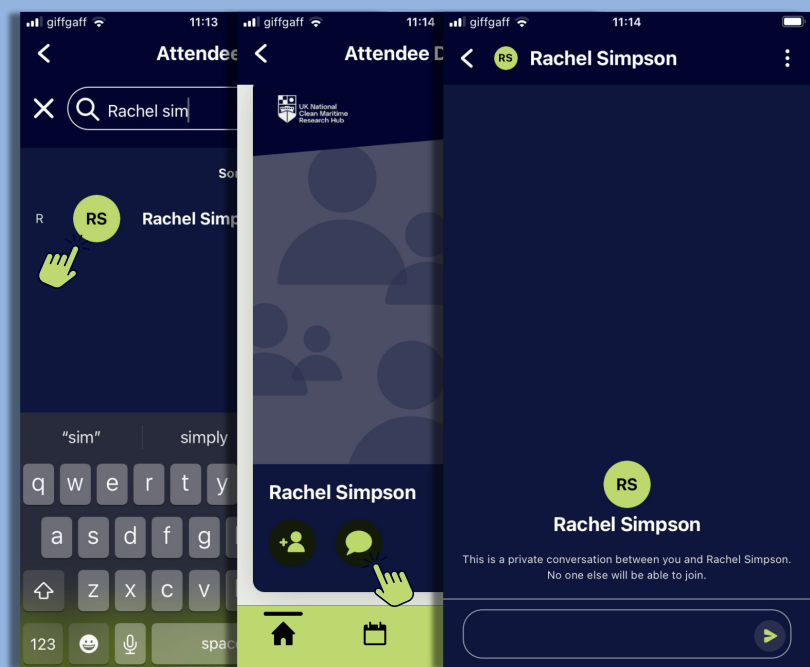 giffgaff 11:13
Attendee
Rachel sim
Sor
R RS Rachel Simp
"sim" simply
q w e r t y
a s d f g
z x c v
123 spac
giffgaff 11:14
Attendee D
UK National
Clean Maritime
Research Hub
Rachel Simpson
giffgaff 11:14
RS Rachel Simpson
RS
Rachel Simpson
This is a private conversation between you and Rachel Simpson.
No one else will be able to join.